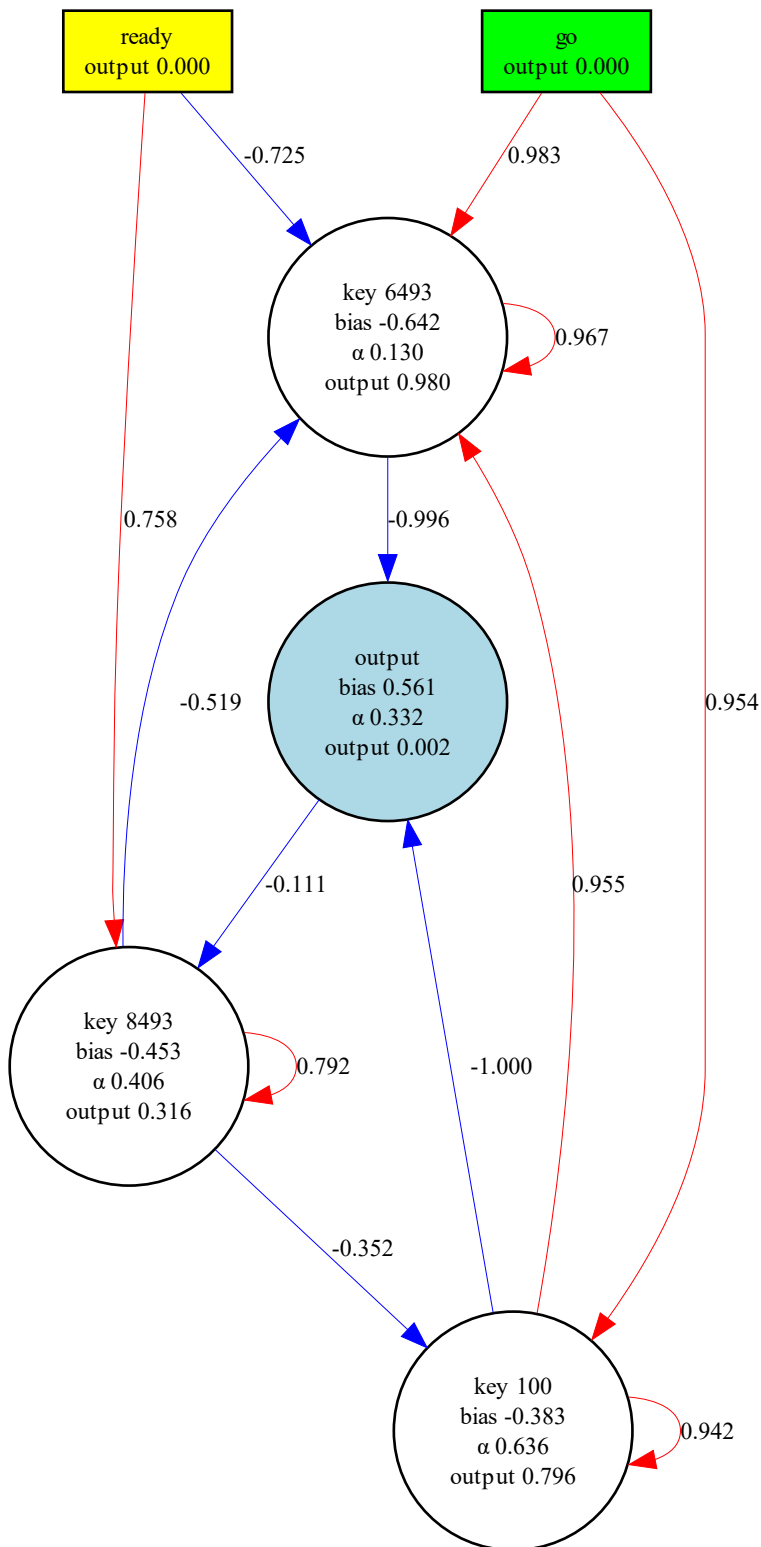 ready
output 0.000
go
output 0.000
-0.725
0.983
key 6493
bias -0.642
α 0.130
output 0.980
0.967
0.758
-0.996
-0.519
output
bias 0.561
α 0.332
output 0.002
0.954
-0.111
0.955
key 8493
bias -0.453
α 0.406
output 0.316
0.792
-1.000
-0.352
key 100
bias -0.383
α 0.636
output 0.796
0.942